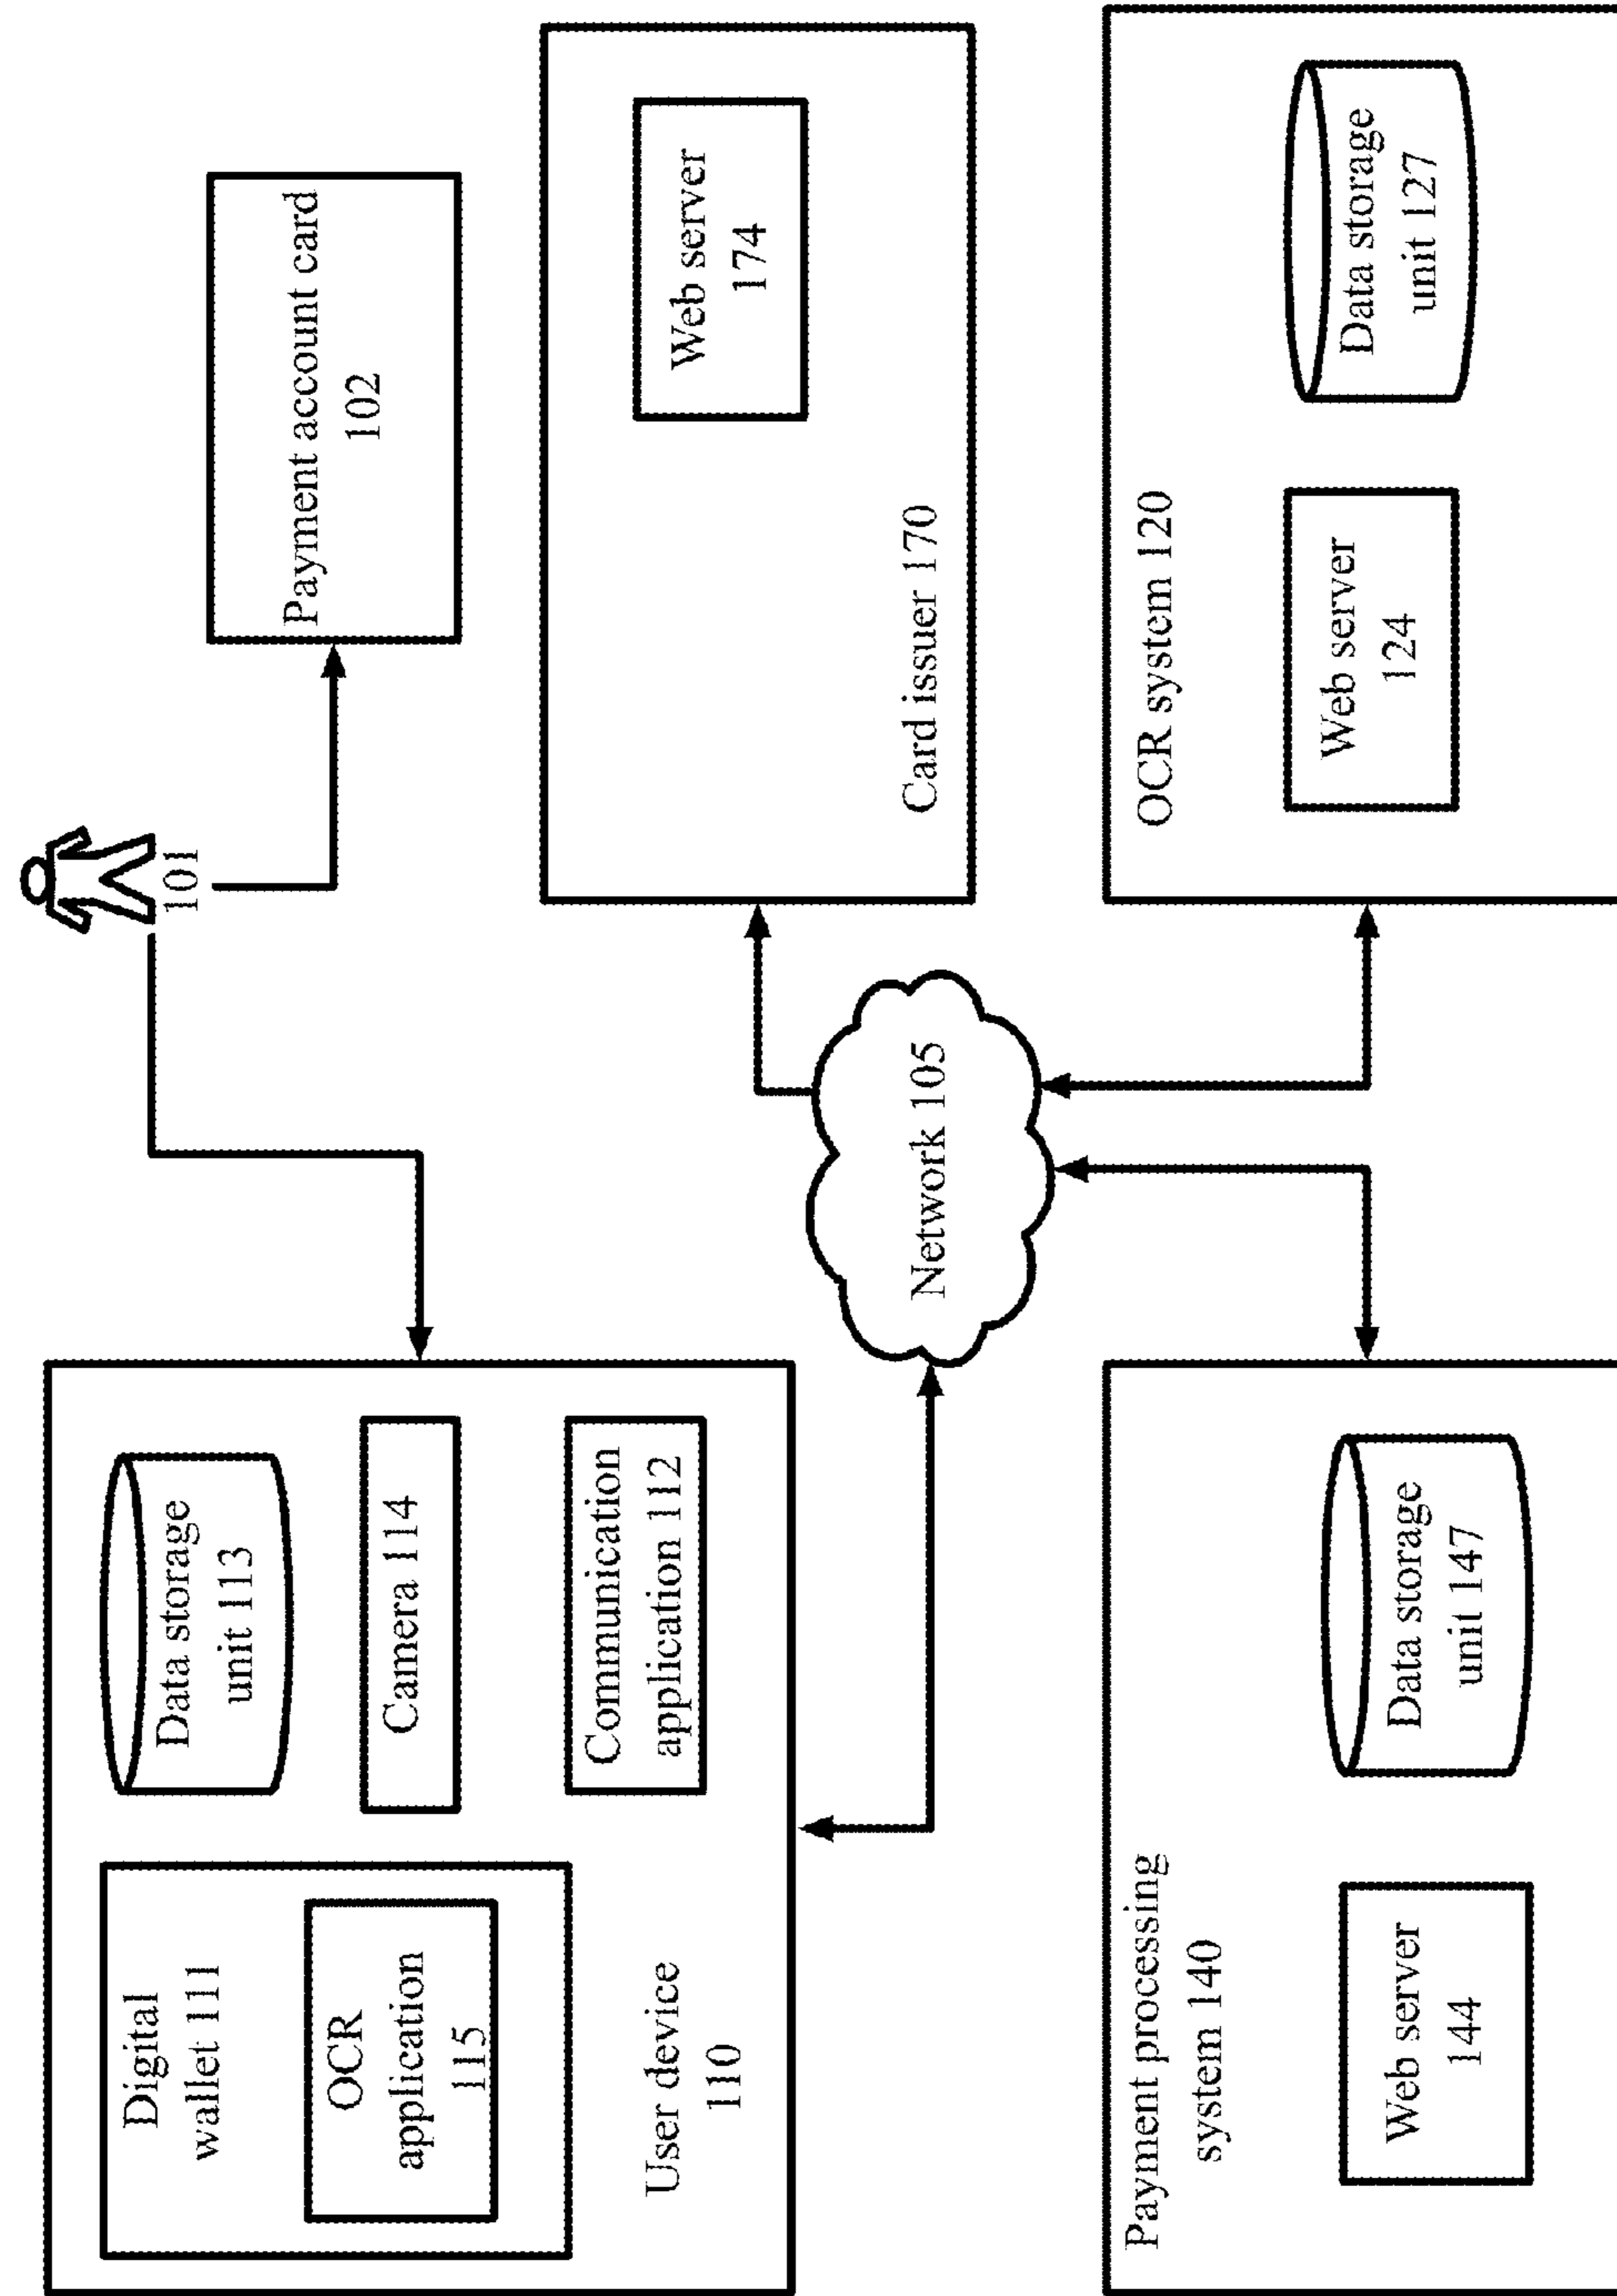 101
Payment account card
102
Digital
wallet 111
OCR
application
115
User device
110
Data storage
unit 113
Camera 114
Communication
application 112
Network 105
Web server
174
Card issuer 170
Payment processing
system 140
Web server
144
Data storage
unit 147
OCR system 120
Web server
124
Data storage
unit 127